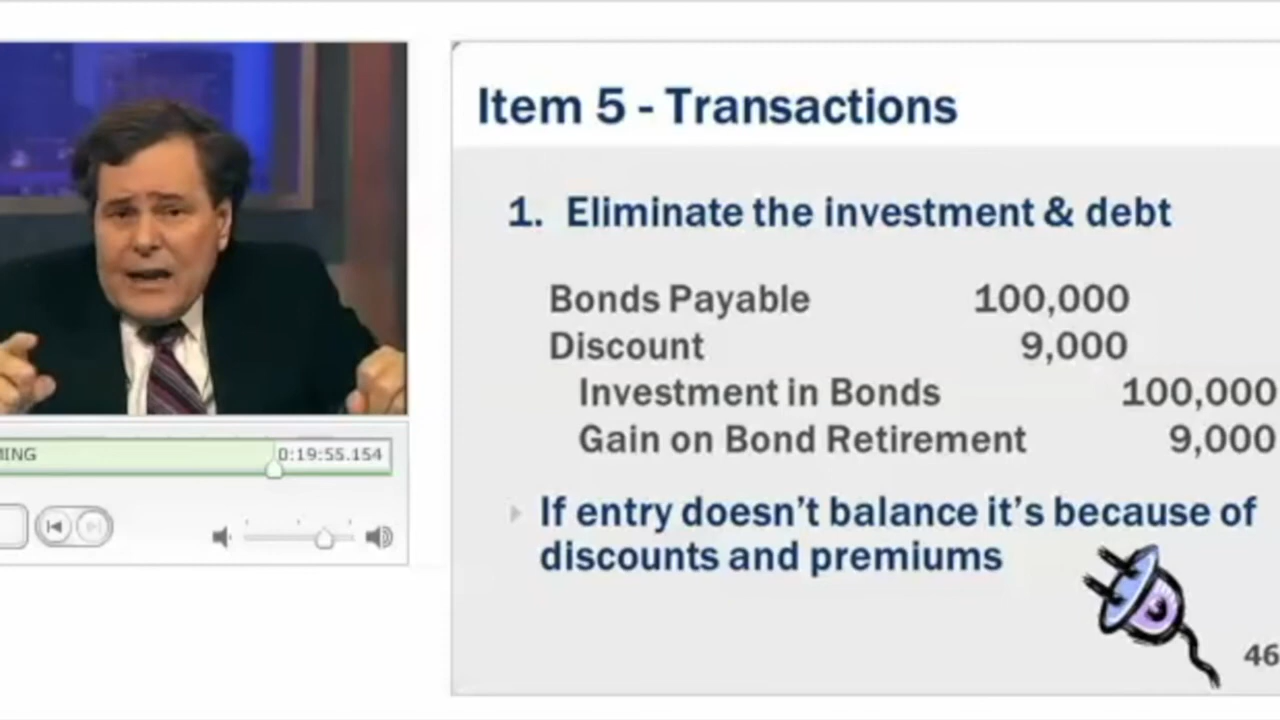 Item 5 - Transactions
1. Eliminate the investment & debt
Bonds Payable 100,000
Discount 9,000
Investment in Bonds 100,000
Gain on Bond Retirement 9,000
If entry doesn't balance it's because of
discounts and premiums
46
MING 0:19:55.154